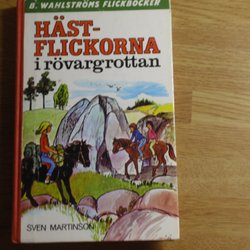 B. WAHLSTRÖMS FLICKBÖCKER
HÄST-
FLICKORNA
i rövargrottan
SVEN MARTINSON